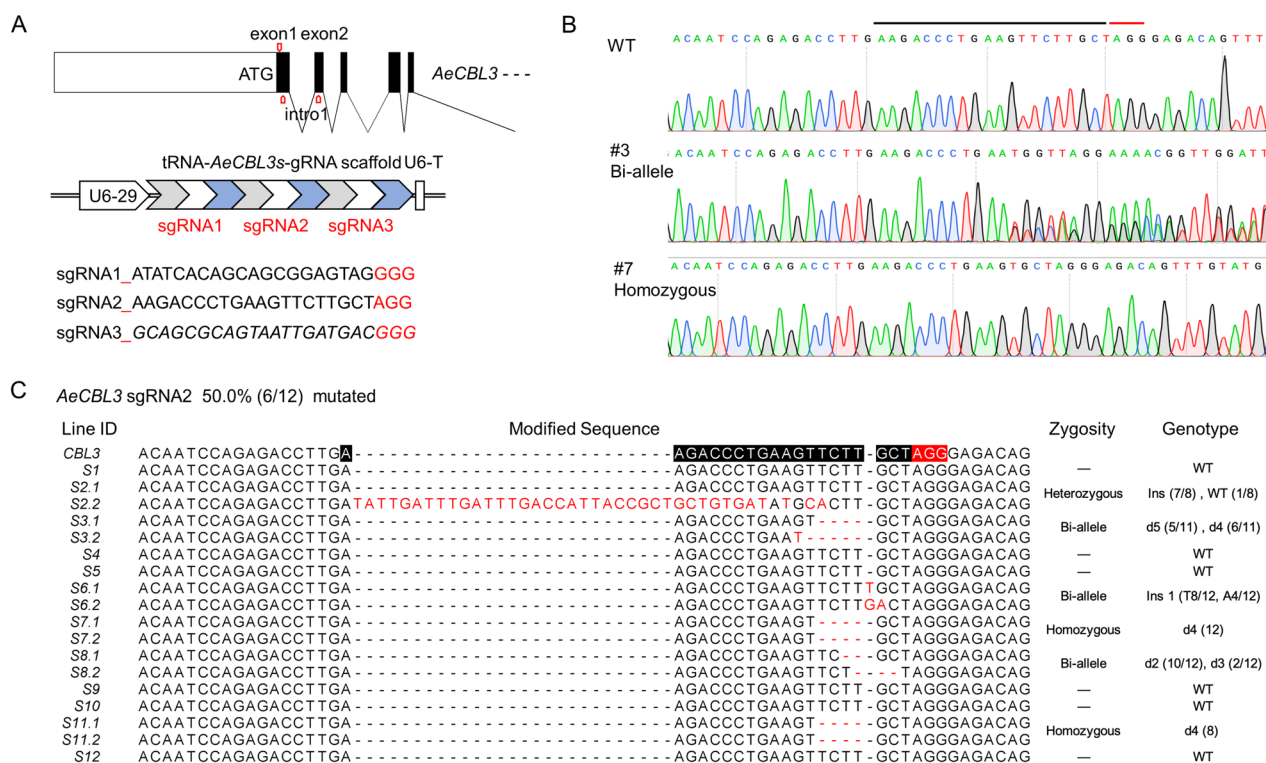 A
exon1 exon2
ATG
AeCBL3 ---
intro1
tRNA-AeCBL3s-gRNA scaffold U6-T
U6-29
sgRNA1 sgRNA2 sgRNA3
sgRNA1_ATATCACAGCAGCGGAGTAGGGG
sgRNA2_AAGACCCTGAAGTTCTTGCTAGG
sgRNA3_GCAGCGCAGTAATTGATGACGGG
B
WT
ACAATCCAGAGACCTTGAAGACCCTGAAGTTCTTGCTAGGGAGACAGTTT
#3
Bi-allele
ACAATCCAGAGACCTTGAAGACCCTGAATGGTTAGGAAAACGGTTGGATT
#7
Homozygous
ACAATCCAGAGACCTTGAAGACCCTGAAGTGCTAGGGAGACAGTTTGTATG
C
AeCBL3 sgRNA2 50.0% (6/12) mutated
Line ID Modified Sequence Zygosity Genotype
CBL3 ACAATCCAGAGACCTTGA---------------------------AGACCCTGAAGTTCTT-GCTAGGGAGACAG
S1 ACAATCCAGAGACCTTGA---------------------------AGACCCTGAAGTTCTT-GCTAGGGAGACAG — WT
S2.1 ACAATCCAGAGACCTTGA---------------------------AGACCCTGAAGTTCTT-GCTAGGGAGACAG
Heterozygous Ins (7/8) , WT (1/8)
S2.2 ACAATCCAGAGACCTTGATATTGATTTGATTTGACCATTACCGCTGCTGTGATATGCACTT-GCTAGGGAGACAG
S3.1 ACAATCCAGAGACCTTGA---------------------------AGACCCTGAAGT-----GCTAGGGAGACAG
Bi-allele d5 (5/11) , d4 (6/11)
S3.2 ACAATCCAGAGACCTTGA---------------------------AGACCCTGAAT------GCTAGGGAGACAG
S4 ACAATCCAGAGACCTTGA---------------------------AGACCCTGAAGTTCTT-GCTAGGGAGACAG — WT
S5 ACAATCCAGAGACCTTGA---------------------------AGACCCTGAAGTTCTT-GCTAGGGAGACAG — WT
S6.1 ACAATCCAGAGACCTTGA---------------------------AGACCCTGAAGTTCTTTGCTAGGGAGACAG
Bi-allele Ins 1 (T8/12, A4/12)
S6.2 ACAATCCAGAGACCTTGA---------------------------AGACCCTGAAGTTCTTGACTAGGGAGACAG
S7.1 ACAATCCAGAGACCTTGA---------------------------AGACCCTGAAGT-----GCTAGGGAGACAG
Homozygous d4 (12)
S7.2 ACAATCCAGAGACCTTGA---------------------------AGACCCTGAAGT-----GCTAGGGAGACAG
S8.1 ACAATCCAGAGACCTTGA---------------------------AGACCCTGAAGTTC---GCTAGGGAGACAG
Bi-allele d2 (10/12), d3 (2/12)
S8.2 ACAATCCAGAGACCTTGA---------------------------AGACCCTGAAGTTCT----TAGGGAGACAG
S9 ACAATCCAGAGACCTTGA---------------------------AGACCCTGAAGTTCTT-GCTAGGGAGACAG — WT
S10 ACAATCCAGAGACCTTGA---------------------------AGACCCTGAAGTTCTT-GCTAGGGAGACAG — WT
S11.1 ACAATCCAGAGACCTTGA---------------------------AGACCCTGAAGT-----GCTAGGGAGACAG
Homozygous d4 (8)
S11.2 ACAATCCAGAGACCTTGA---------------------------AGACCCTGAAGT-----GCTAGGGAGACAG
S12 ACAATCCAGAGACCTTGA---------------------------AGACCCTGAAGTTCTT-GCTAGGGAGACAG — WT